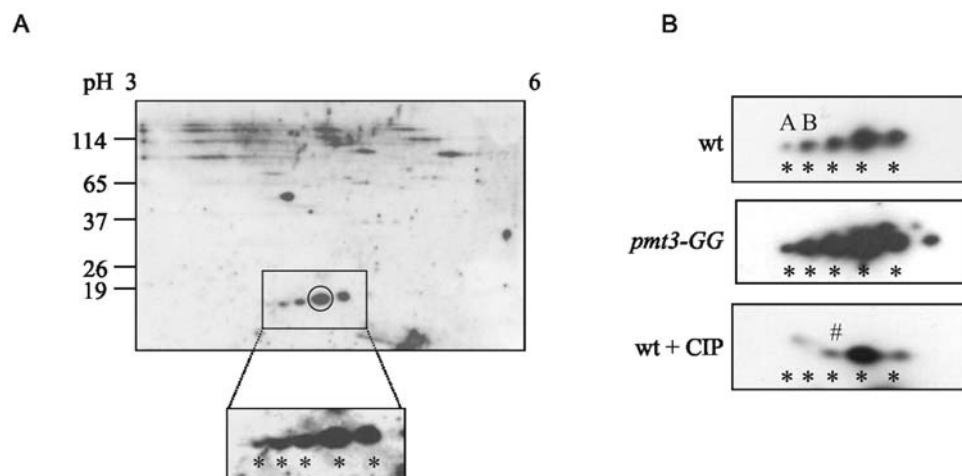 A
B
pH 3
6
114
65
37
26
19
* * * * *
wt
A B
* * * * *
pmt3-GG
* * * * *
wt + CIP
#
* * * * *